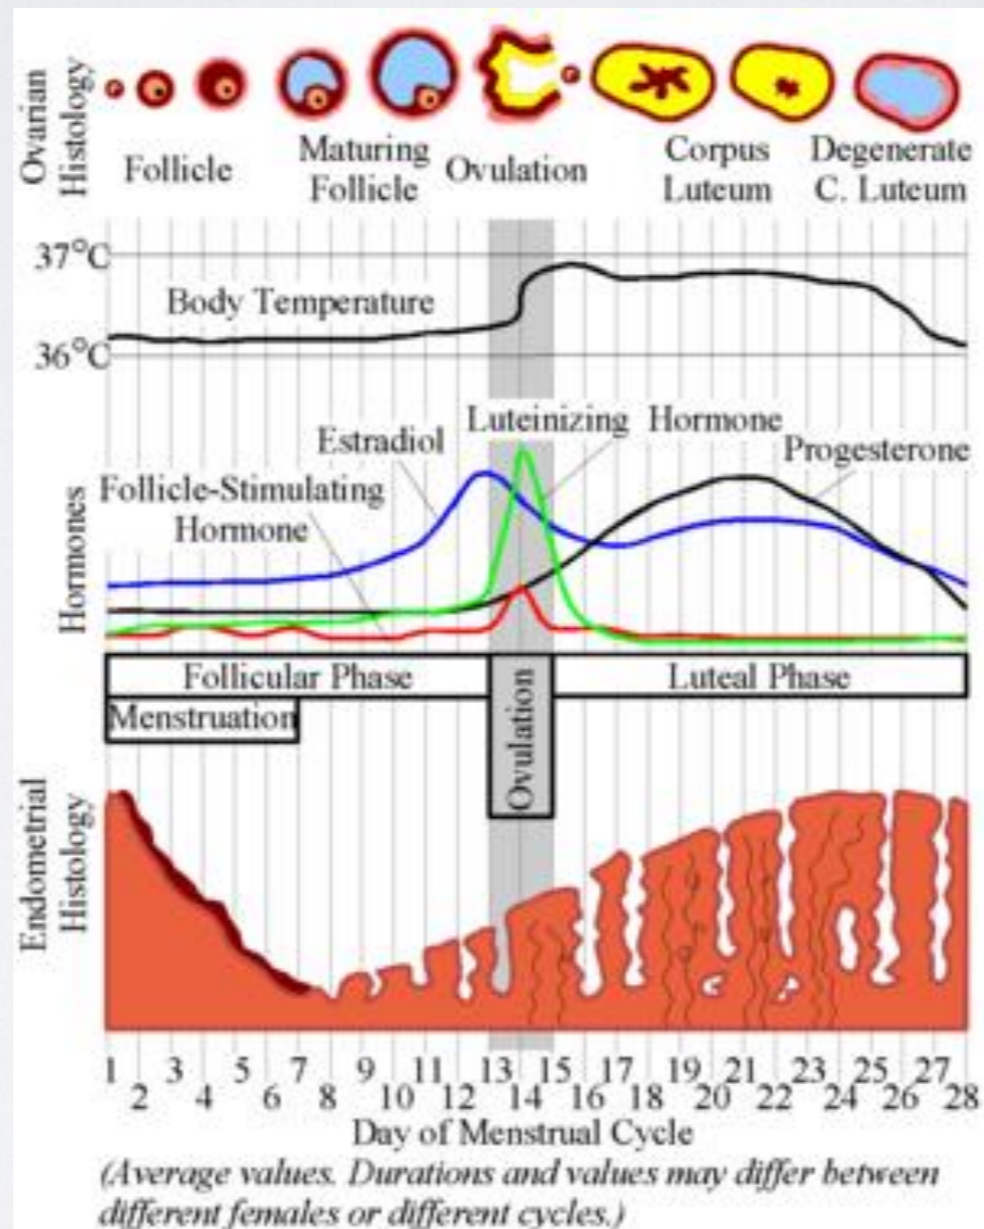 Ovarian
Histology
Follicle
Maturing
Follicle
Ovulation
Corpus
Luteum
Degenerate
C. Luteum
37°C
Body Temperature
36°C
Hormones
Luteinizing Hormone
Estradiol
Progesterone
Follicle-Stimulating
Hormone
Follicular Phase
Ovulation
Luteal Phase
Menstruation
Endometrial
Histology
1 3 5 7 9 11 13 15 17 19 21 23 25 27
2 4 6 8 10 12 14 16 18 20 22 24 26 28
Day of Menstrual Cycle
(Average values. Durations and values may differ between
different females or different cycles.)